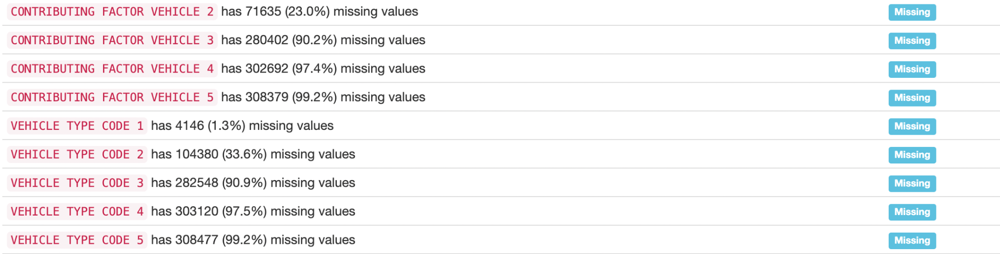 CONTRIBUTING FACTOR VEHICLE 2 has 71635 (23.0%) missing values Missing
CONTRIBUTING FACTOR VEHICLE 3 has 280402 (90.2%) missing values Missing
CONTRIBUTING FACTOR VEHICLE 4 has 302692 (97.4%) missing values Missing
CONTRIBUTING FACTOR VEHICLE 5 has 308379 (99.2%) missing values Missing
VEHICLE TYPE CODE 1 has 4146 (1.3%) missing values Missing
VEHICLE TYPE CODE 2 has 104380 (33.6%) missing values Missing
VEHICLE TYPE CODE 3 has 282548 (90.9%) missing values Missing
VEHICLE TYPE CODE 4 has 303120 (97.5%) missing values Missing
VEHICLE TYPE CODE 5 has 308477 (99.2%) missing values Missing